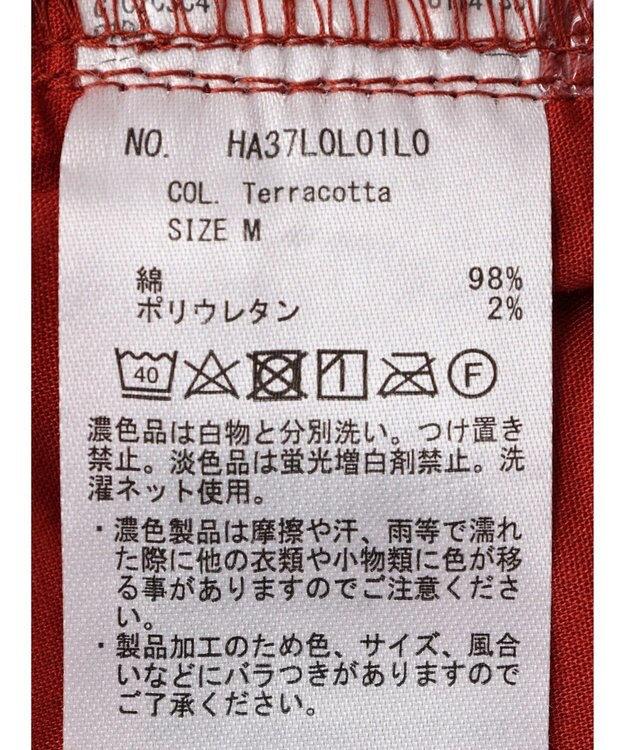 NO. HA37L0L01L0
COL. Terracotta
SIZE M
綿 98%
ポリウレタン 2%
40 F
濃色品は白物と分別洗い。つけ置き
禁止。淡色品は蛍光増白剤禁止。洗
濯ネット使用。
・濃色製品は摩擦や汗、雨等で濡れ
た際に他の衣類や小物類に色が移
る事がありますのでご注意くださ
い。
・製品加工のため色、サイズ、風合
いなどにバラつきがありますので
ご了承ください。